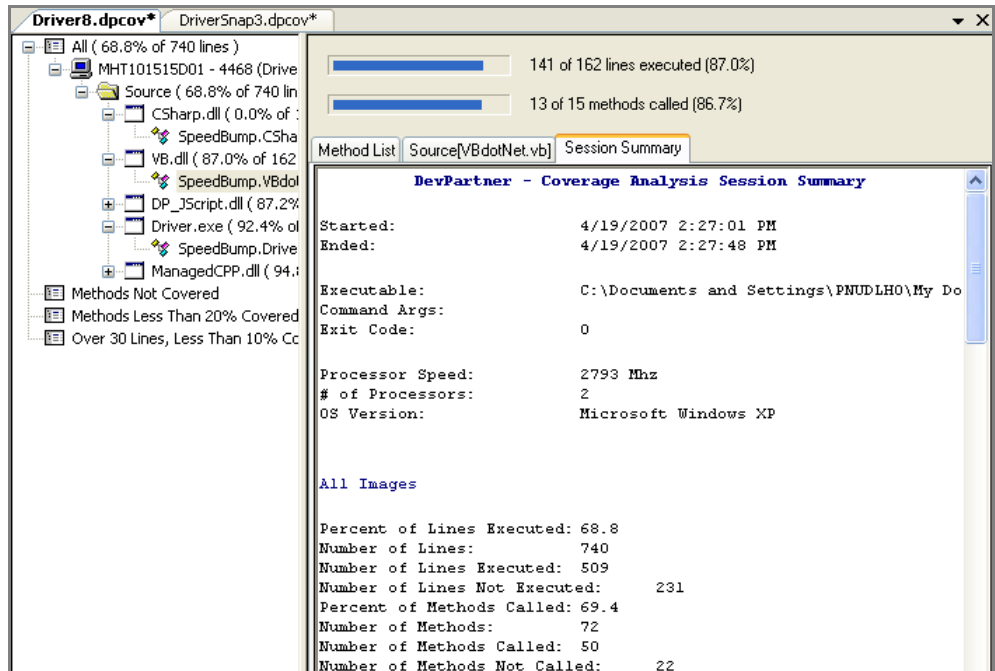 Driver8.dpcov* DriverSnap3.dpcov*
All ( 68.8% of 740 lines )
MHT101515D01 - 4468 (Drive
Source ( 68.8% of 740 lin
CSharp.dll ( 0.0% of
SpeedBump.CSha
VB.dll ( 87.0% of 162
SpeedBump.VBdo
DP_JScript.dll ( 87.2%
Driver.exe ( 92.4% of
SpeedBump.Drive
ManagedCPP.dll ( 94.
Methods Not Covered
Methods Less Than 20% Covered
Over 30 Lines, Less Than 10% Co
141 of 162 lines executed (87.0%)
13 of 15 methods called (86.7%)
Method List Source[VBdotNet.vb] Session Summary
DevPartner - Coverage Analysis Session Summary
Started: 4/19/2007 2:27:01 PM
Ended: 4/19/2007 2:27:48 PM
Executable: C:\Documents and Settings\PNUDLHO\My Do
Command Args:
Exit Code: 0
Processor Speed: 2793 Mhz
# of Processors: 2
OS Version: Microsoft Windows XP
All Images
Percent of Lines Executed: 68.8
Number of Lines: 740
Number of Lines Executed: 509
Number of Lines Not Executed: 231
Percent of Methods Called: 69.4
Number of Methods: 72
Number of Methods Called: 50
Number of Methods Not Called: 22